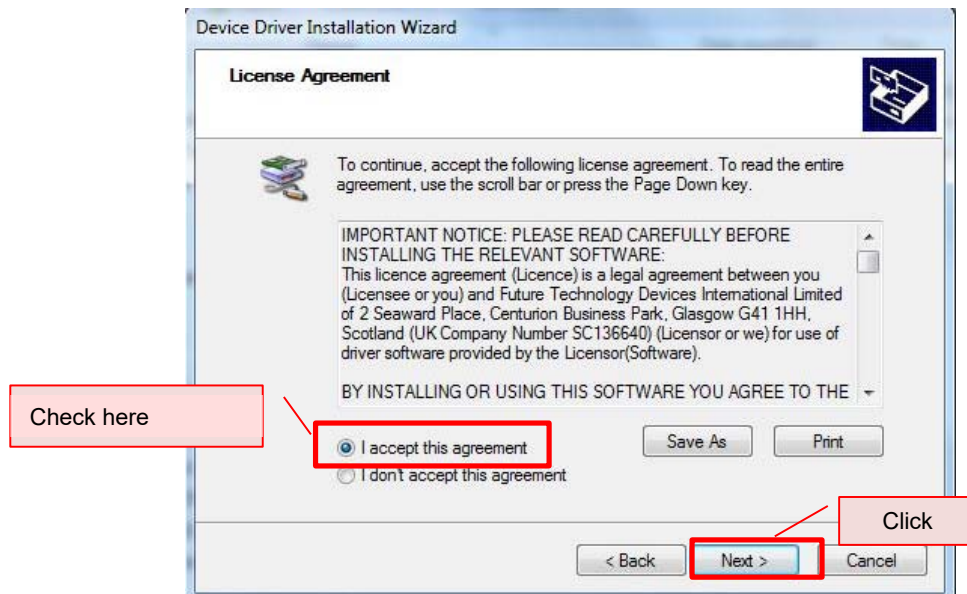 Device Driver Installation Wizard
License Agreement
To continue, accept the following license agreement. To read the entire
agreement, use the scroll bar or press the Page Down key.
IMPORTANT NOTICE: PLEASE READ CAREFULLY BEFORE
INSTALLING THE RELEVANT SOFTWARE:
This licence agreement (Licence) is a legal agreement between you
(Licensee or you) and Future Technology Devices International Limited
of 2 Seaward Place, Centurion Business Park, Glasgow G41 1HH,
Scotland (UK Company Number SC136640) (Licensor or we) for use of
driver software provided by the Licensor(Software).
BY INSTALLING OR USING THIS SOFTWARE YOU AGREE TO THE
Check here
I accept this agreement
Save As
Print
I don't accept this agreement
Click
< Back
Next >
Cancel